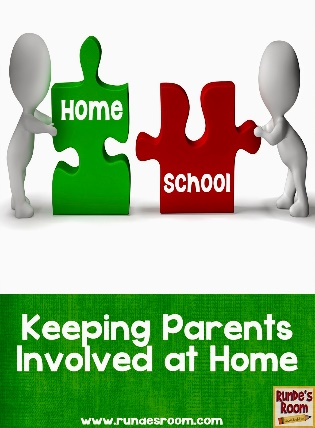 Home
SCHOOL
Keeping Parents
Involved at Home
RUNDE'S
ROOM
www.rundesroom.com